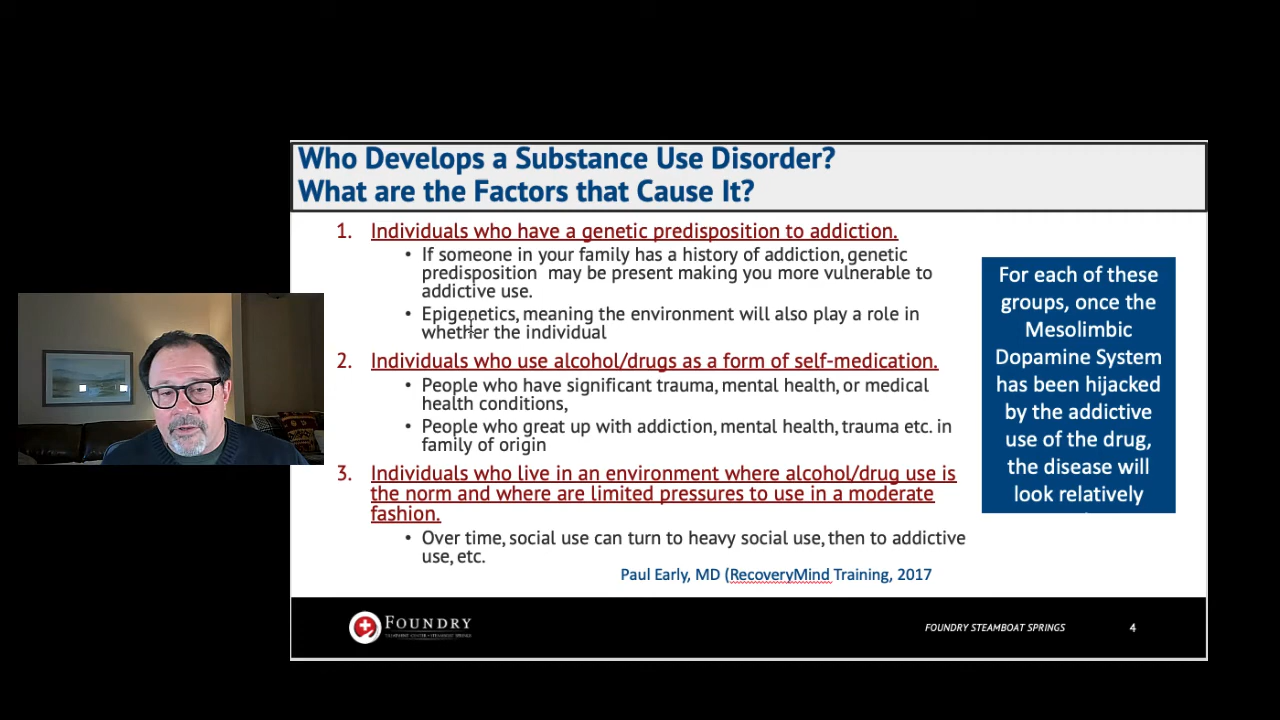 Who Develops a Substance Use Disorder?
What are the Factors that Cause It?
1. Individuals who have a genetic predisposition to addiction.
• If someone in your family has a history of addiction, genetic
predisposition may be present making you more vulnerable to
addictive use.
• Epigenetics, meaning the environment will also play a role in
whether the individual
2. Individuals who use alcohol/drugs as a form of self-medication.
• People who have significant trauma, mental health, or medical
health conditions,
• People who great up with addiction, mental health, trauma etc. in
family of origin
3. Individuals who live in an environment where alcohol/drug use is
the norm and where are limited pressures to use in a moderate
fashion.
• Over time, social use can turn to heavy social use, then to addictive
use, etc.
Paul Early, MD (RecoveryMind Training, 2017
For each of these
groups, once the
Mesolimbic
Dopamine System
has been hijacked
by the addictive
use of the drug,
the disease will
look relatively
FOUNDRY
FOUNDRY STEAMBOAT SPRINGS
4